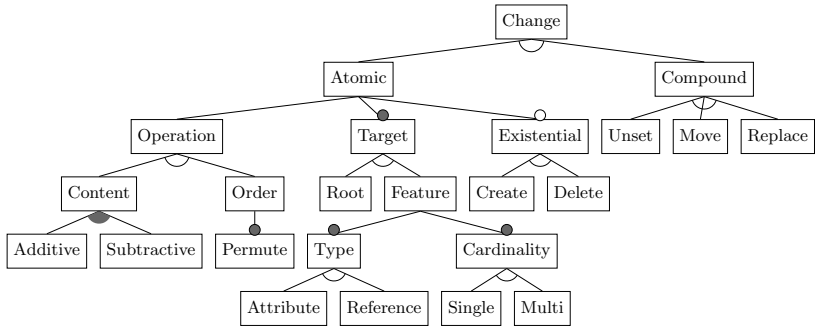 Change
Atomic
Compound
Operation
Target
Existential
Unset
Move
Replace
Content
Order
Root
Feature
Create
Delete
Additive
Subtractive
Permute
Type
Cardinality
Attribute
Reference
Single
Multi